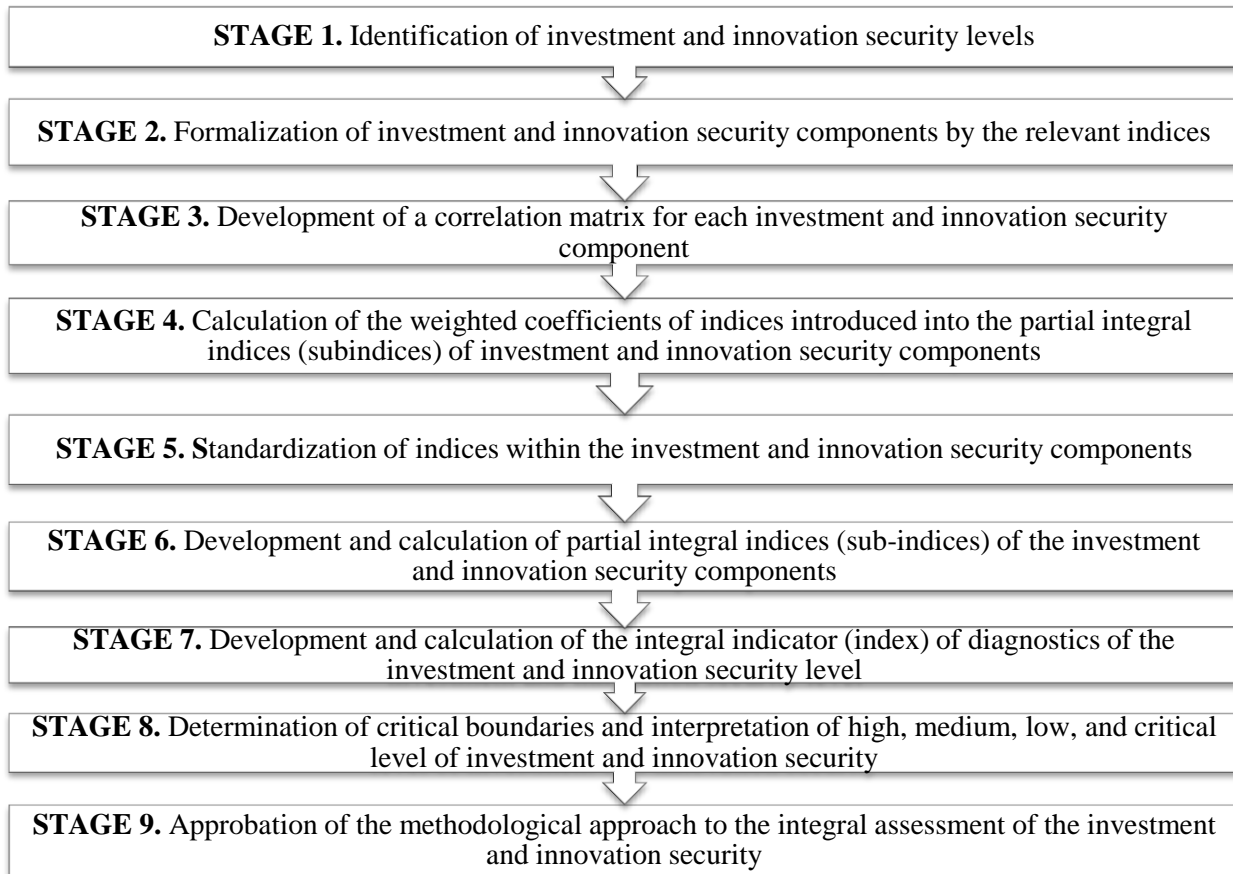 STAGE 1. Identification of investment and innovation security levels
STAGE 2. Formalization of investment and innovation security components by the relevant indices
STAGE 3. Development of a correlation matrix for each investment and innovation security
component
STAGE 4. Calculation of the weighted coefficients of indices introduced into the partial integral
indices (subindices) of investment and innovation security components
STAGE 5. Standardization of indices within the investment and innovation security components
STAGE 6. Development and calculation of partial integral indices (sub-indices) of the investment
and innovation security components
STAGE 7. Development and calculation of the integral indicator (index) of diagnostics of the
investment and innovation security level
STAGE 8. Determination of critical boundaries and interpretation of high, medium, low, and critical
level of investment and innovation security
STAGE 9. Approbation of the methodological approach to the integral assessment of the investment
and innovation security